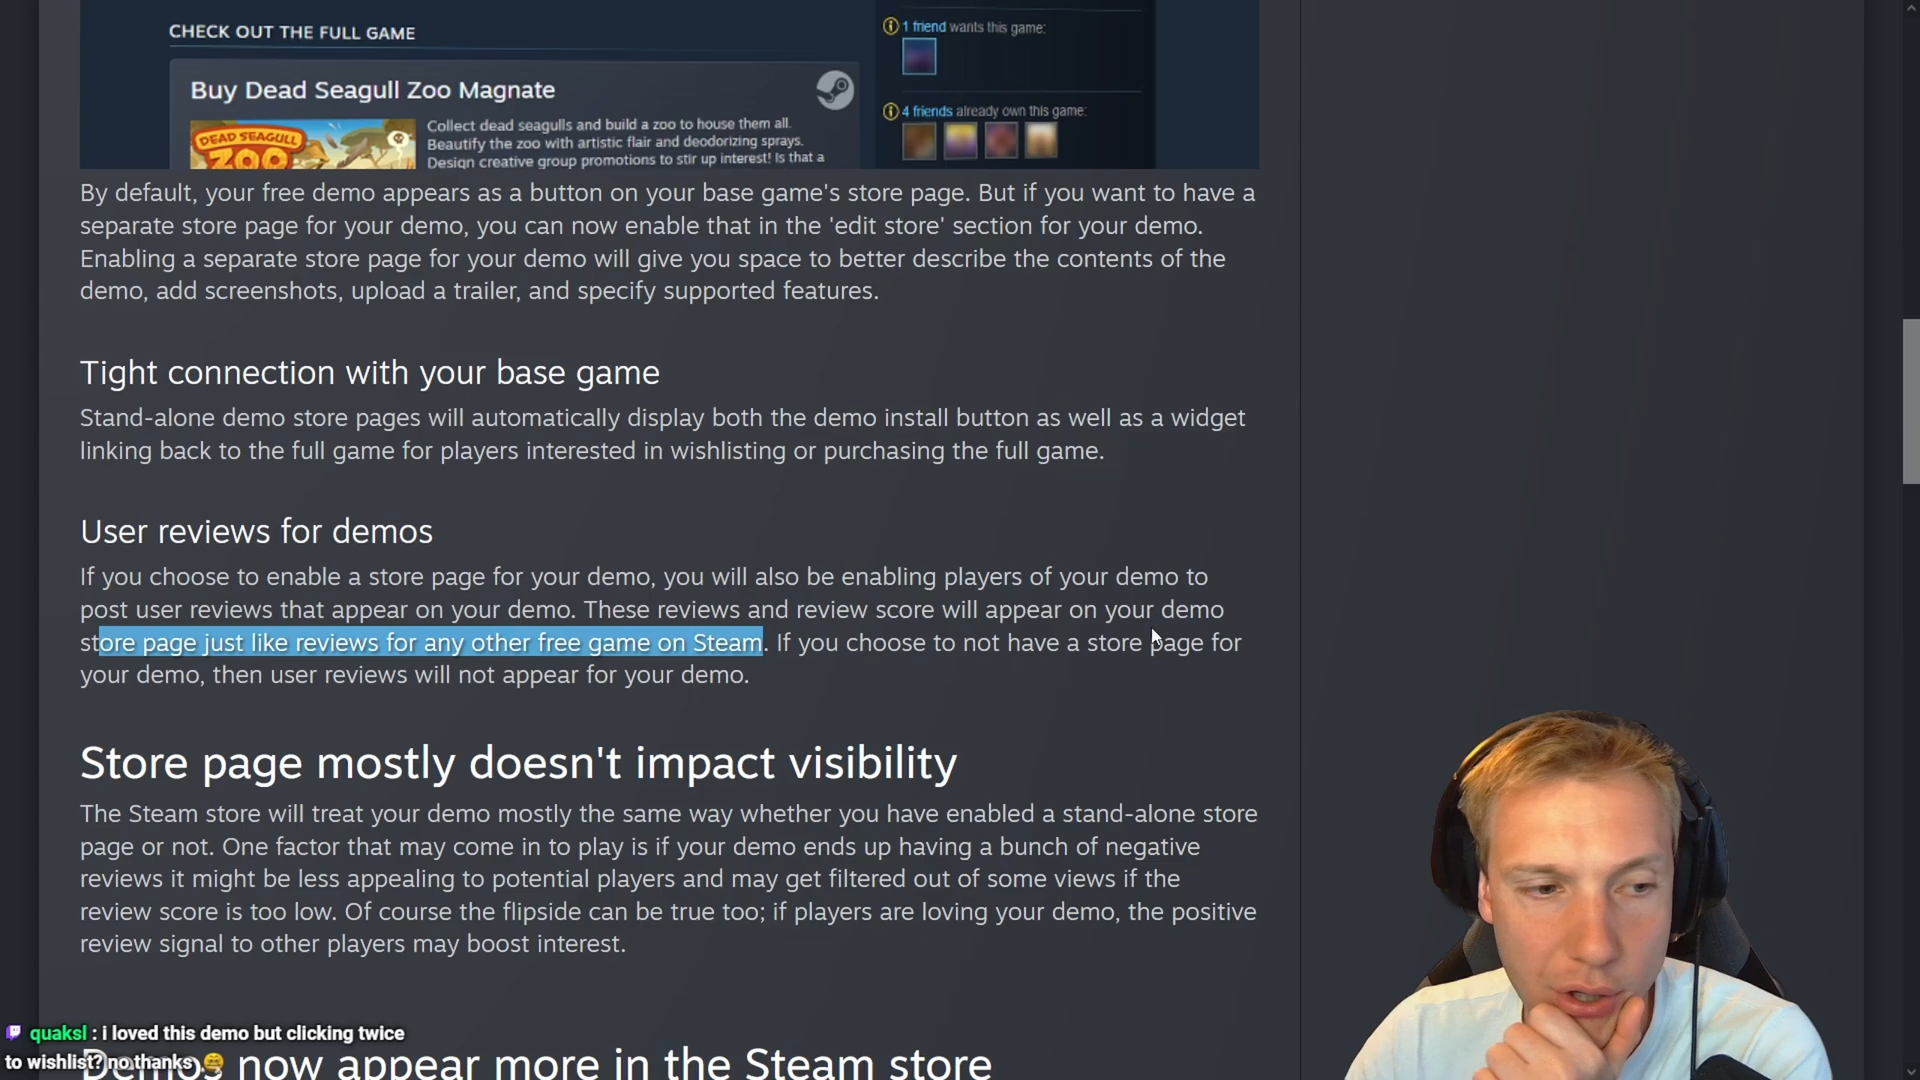 CHECK OUT THE FULL GAME
Buy Dead Seagull Zoo Magnate
DEAD SEAGULL
ZOO
Collect dead seagulls and build a zoo to house them all.
Beautify the zoo with artistic flair and deodorizing sprays.
Design creative group promotions to stir up interest! Is that a
1 friend wants this game:
4 friends already own this game:
By default, your free demo appears as a button on your base game's store page. But if you want to have a
separate store page for your demo, you can now enable that in the 'edit store' section for your demo.
Enabling a separate store page for your demo will give you space to better describe the contents of the
demo, add screenshots, upload a trailer, and specify supported features.
Tight connection with your base game
Stand-alone demo store pages will automatically display both the demo install button as well as a widget
linking back to the full game for players interested in wishlisting or purchasing the full game.
User reviews for demos
If you choose to enable a store page for your demo, you will also be enabling players of your demo to
post user reviews that appear on your demo. These reviews and review score will appear on your demo
store page just like reviews for any other free game on Steam. If you choose to not have a store page for
your demo, then user reviews will not appear for your demo.
Store page mostly doesn't impact visibility
The Steam store will treat your demo mostly the same way whether you have enabled a stand-alone store
page or not. One factor that may come in to play is if your demo ends up having a bunch of negative
reviews it might be less appealing to potential players and may get filtered out of some views if the
review score is too low. Of course the flipside can be true too; if players are loving your demo, the positive
review signal to other players may boost interest.
quaksl : i loved this demo but clicking twice
to wishlist? no thanks
Demos now appear more in the Steam store